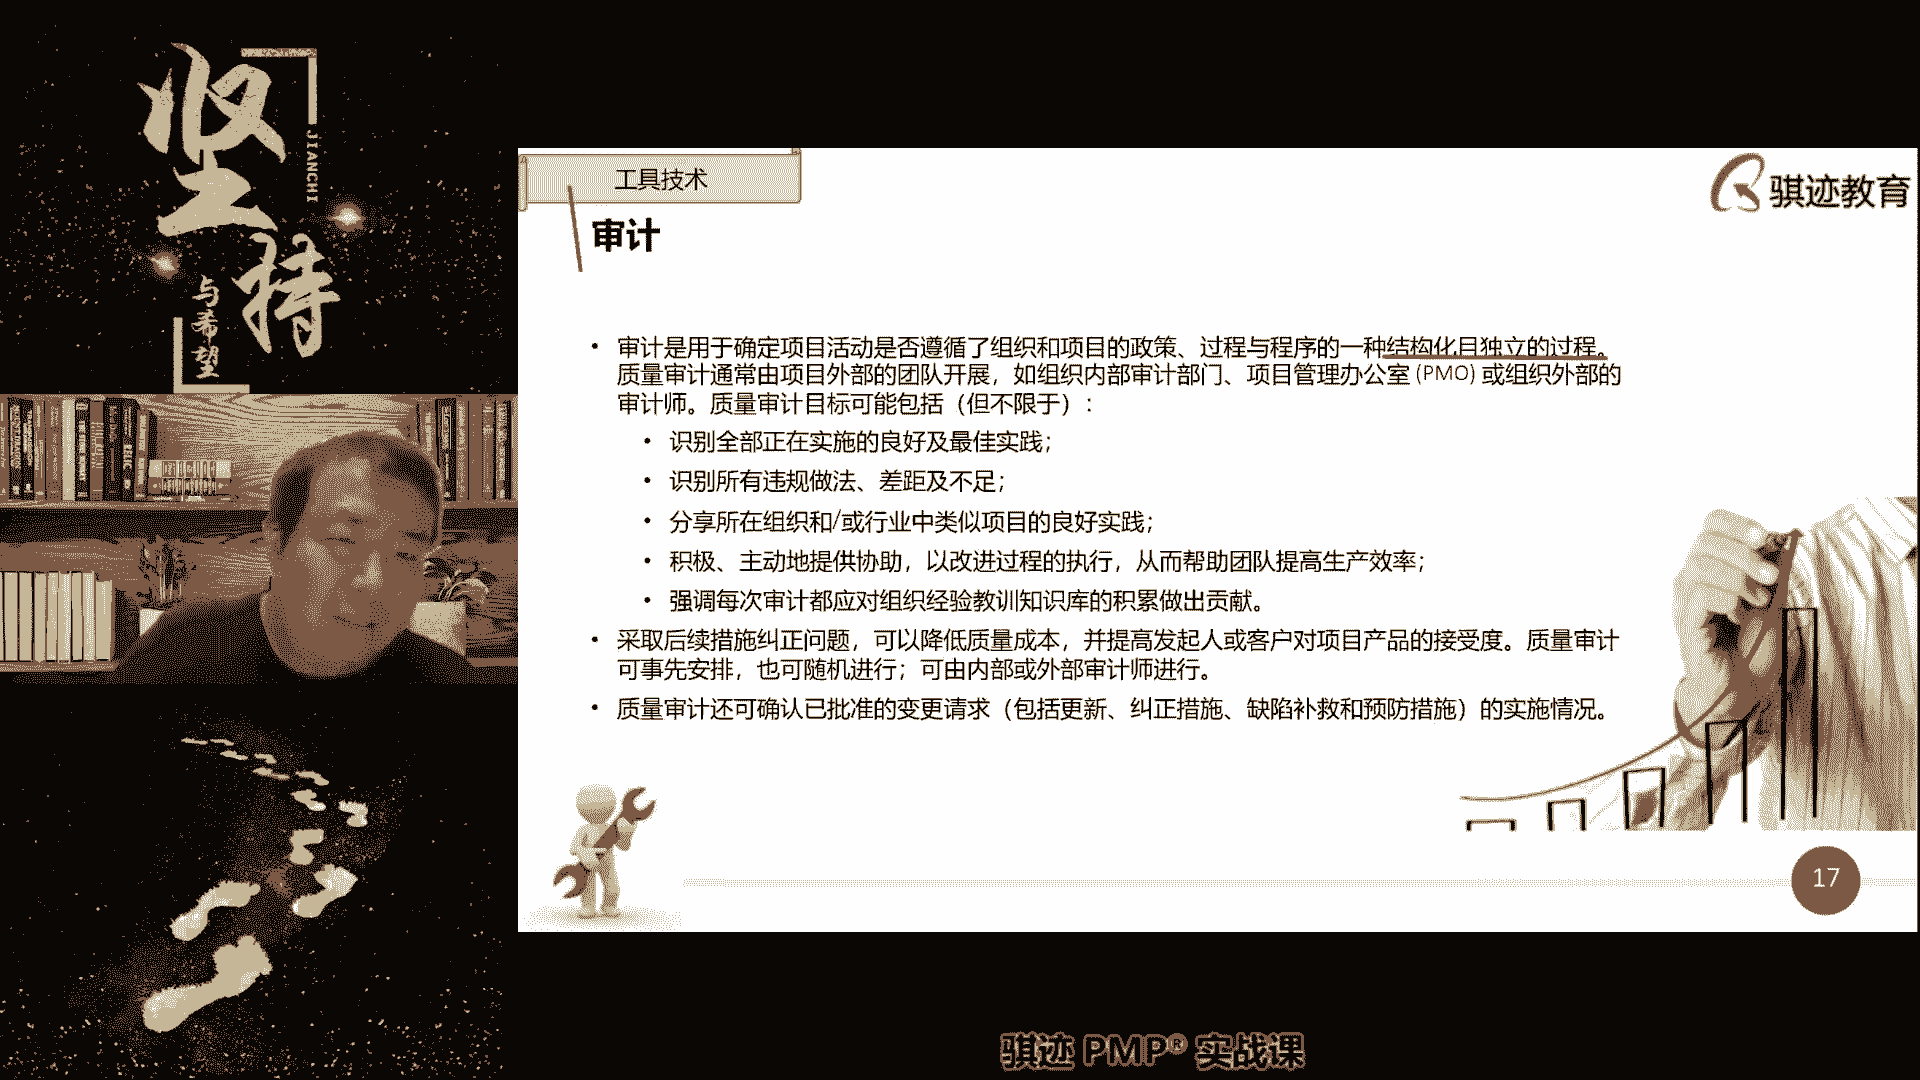 坚持
JIANCHI
与希望
工具技术
骐迹教育
审计
• 审计是用于确定项目活动是否遵循了组织和项目的政策、过程与程序的一种结构化且独立的过程。
质量审计通常由项目外部的团队开展，如组织内部审计部门、项目管理办公室 (PMO) 或组织外部的
审计师。质量审计目标可能包括（但不限于）：
• 识别全部正在实施的良好及最佳实践；
• 识别所有违规做法、差距及不足；
• 分享所在组织和/或行业中类似项目的良好实践；
• 积极、主动地提供协助，以改进过程的执行，从而帮助团队提高生产效率；
• 强调每次审计都应对组织经验教训知识库的积累做出贡献。
• 采取后续措施纠正问题，可以降低质量成本，并提高发起人或客户对项目产品的接受度。质量审计
可事先安排，也可随机进行；可由内部或外部审计师进行。
• 质量审计还可确认已批准的变更请求（包括更新、纠正措施、缺陷补救和预防措施）的实施情况。
17
骐迹 PMP® 实战课